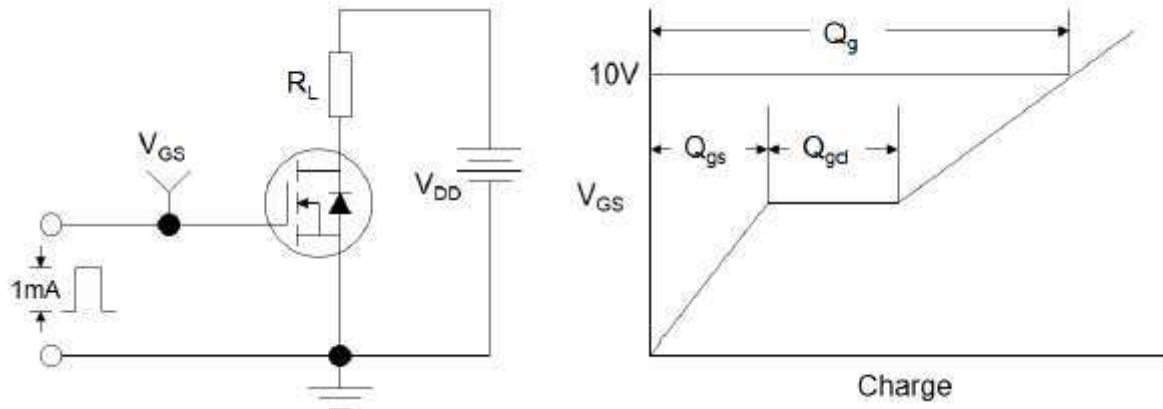 R_L
V_GS
V_DD
1mA
Q_g
10V
Q_gs
Q_gd
V_GS
Charge